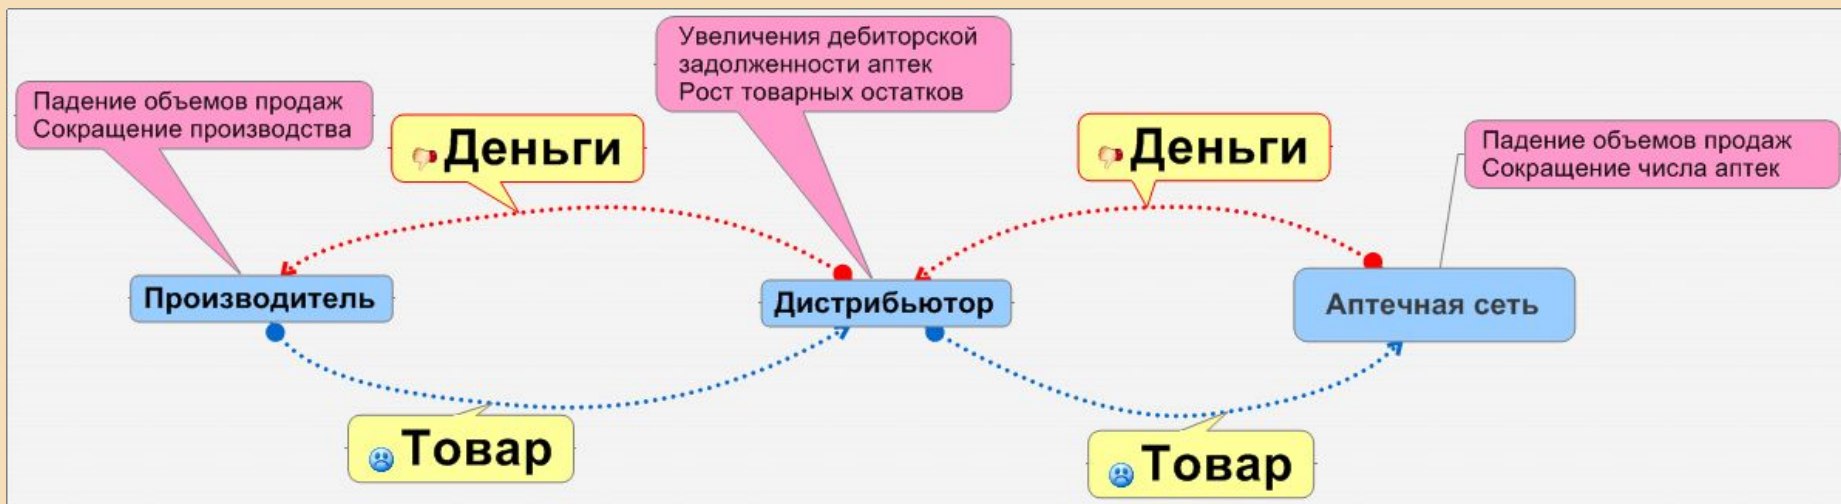 Увеличения дебиторской
задолженности аптек
Рост товарных остатков
Падение объемов продаж
Сокращение производства
Деньги
Деньги
Падение объемов продаж
Сокращение числа аптек
Производитель
Дистрибьютор
Аптечная сеть
Товар
Товар